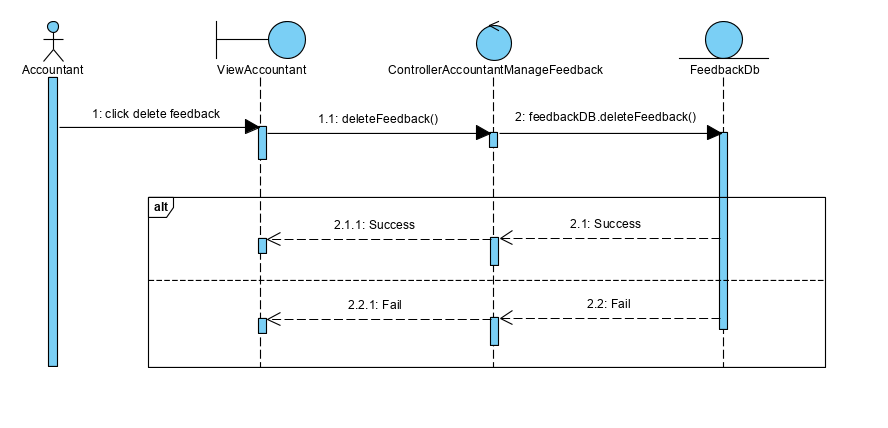 Accountant
ViewAccountant
ControllerAccountantManageFeedback
FeedbackDb
1: click delete feedback
1.1: deleteFeedback()
2: feedbackDB.deleteFeedback()
alt
2.1.1: Success
2.1: Success
2.2.1: Fail
2.2: Fail